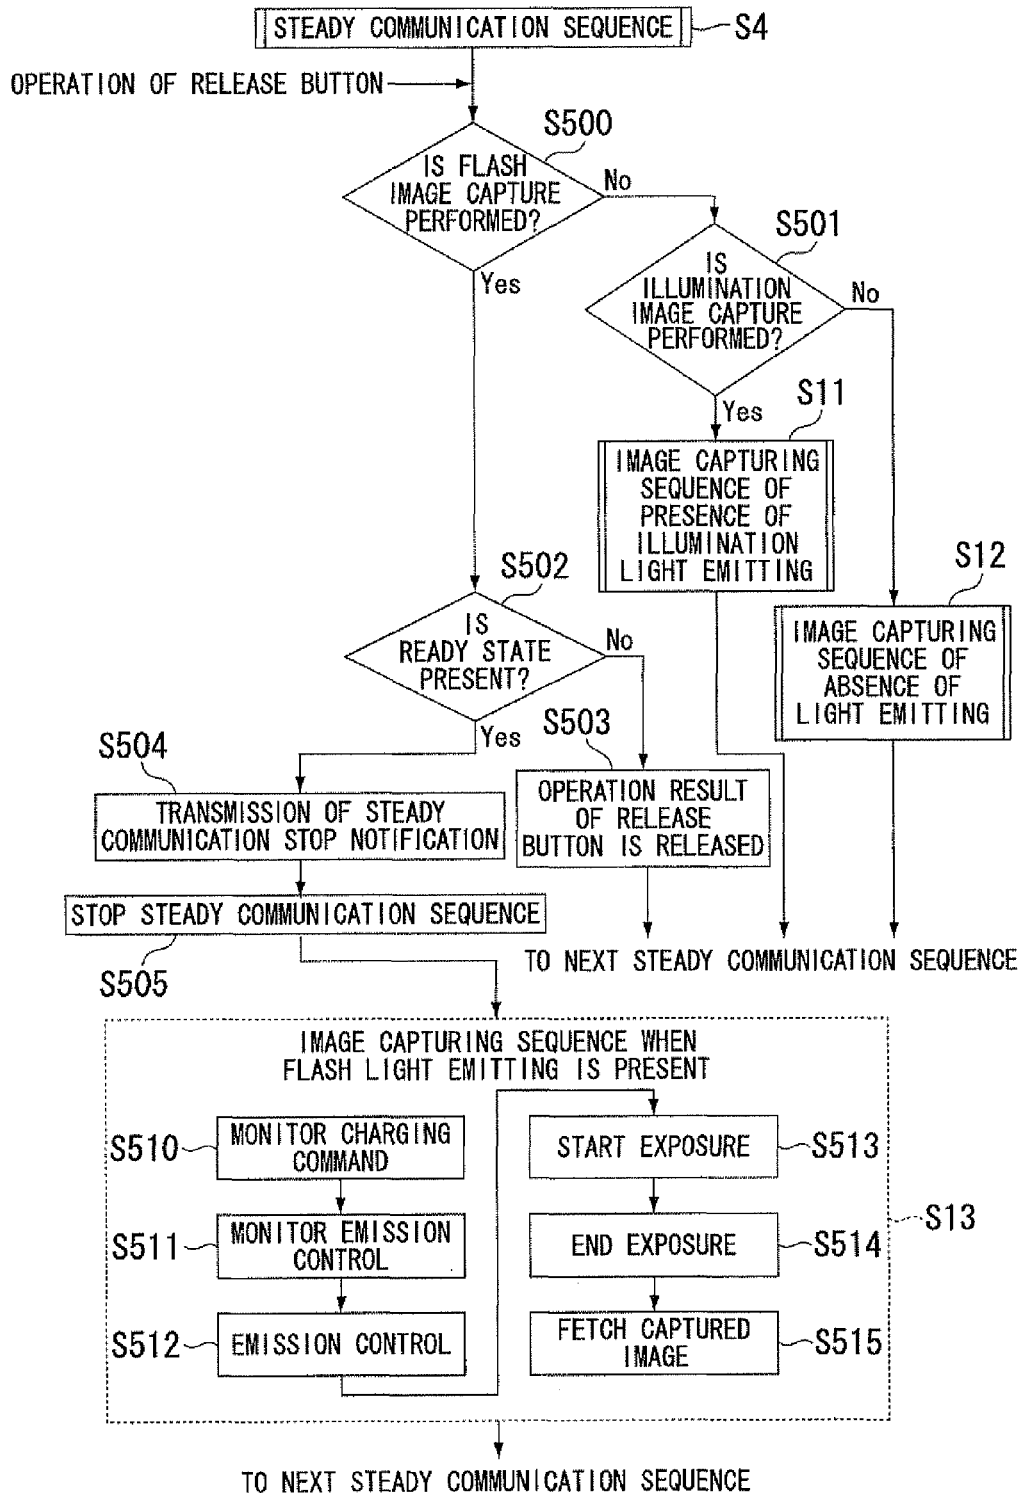 STEADY COMMUNICATION SEQUENCE
S4
OPERATION OF RELEASE BUTTON
S500
IS FLASH
IMAGE CAPTURE
PERFORMED?
No
Yes
S501
IS
ILLUMINATION
IMAGE CAPTURE
PERFORMED?
No
Yes
S11
IMAGE CAPTURING
SEQUENCE OF
PRESENCE OF
ILLUMINATION
LIGHT EMITTING
S12
IMAGE CAPTURING
SEQUENCE OF
ABSENCE OF
LIGHT EMITTING
S502
IS
READY STATE
PRESENT?
No
Yes
S503
OPERATION RESULT
OF RELEASE
BUTTON IS RELEASED
S504
TRANSMISSION OF STEADY
COMMUNICATION STOP NOTIFICATION
STOP STEADY COMMUNICATION SEQUENCE
S505
TO NEXT STEADY COMMUNICATION SEQUENCE
IMAGE CAPTURING SEQUENCE WHEN
FLASH LIGHT EMITTING IS PRESENT
S510
MONITOR CHARGING
COMMAND
S511
MONITOR EMISSION
CONTROL
S512
EMISSION CONTROL
START EXPOSURE
S513
END EXPOSURE
S514
FETCH CAPTURED
IMAGE
S515
S13
TO NEXT STEADY COMMUNICATION SEQUENCE